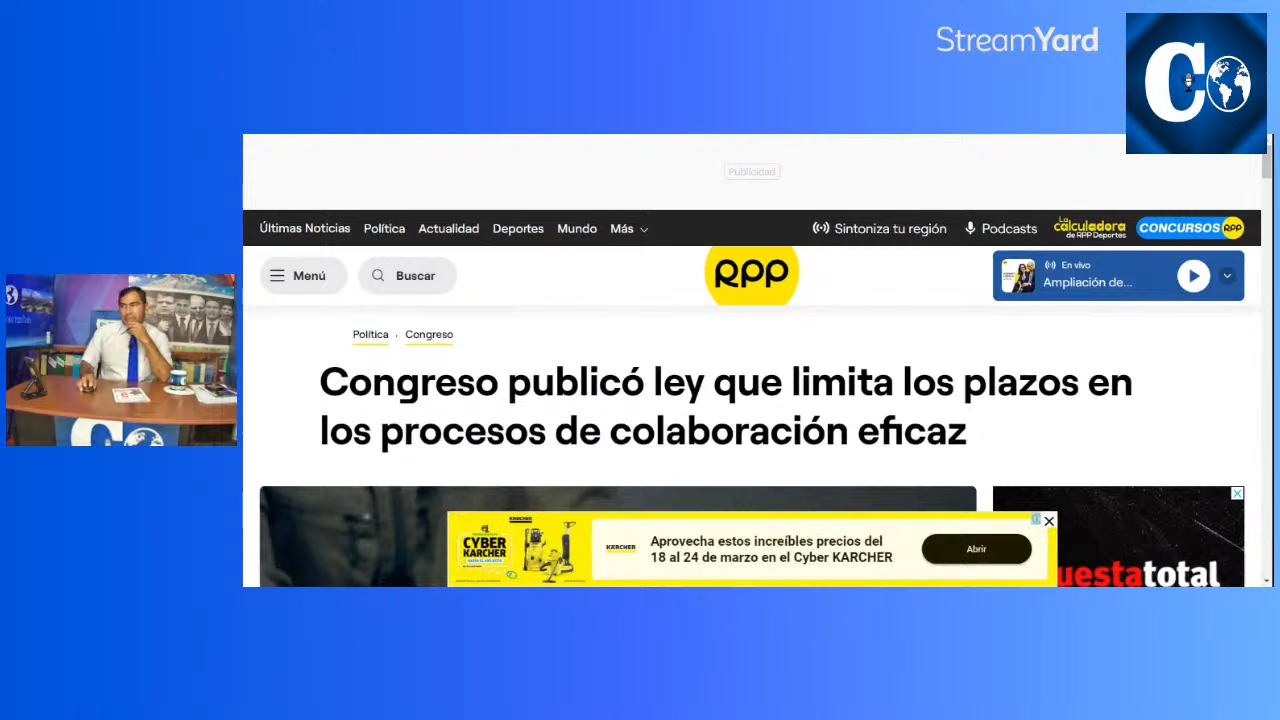 StreamYard
CO
Publicidad
Últimas Noticias Política Actualidad Deportes Mundo Más
Sintoniza tu región Podcasts La calculadora de RPP Deportes CONCURSOS RPP
Menú Buscar
RPP
En vivo
Ampliación de...
Política · Congreso
Congreso publicó ley que limita los plazos en
los procesos de colaboración eficaz
KARCHER
CYBER
KARCHER
KARCHER
Aprovecha estos increíbles precios del
18 al 24 de marzo en el Cyber KARCHER
Abrir
uestatotal
CO